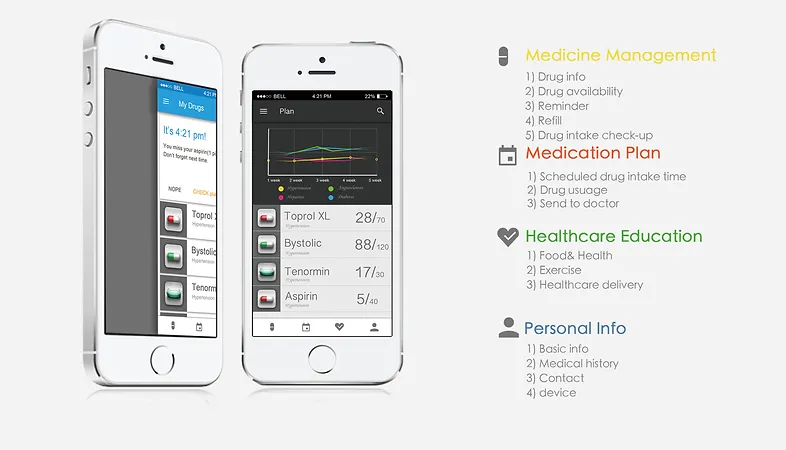 BELL
4:21 PM
My Drugs
It's 4:21 pm!
You miss your aspirin(1 p
Don't forget next time.
NOPE
CHECK
Toprol
Hypertension
Bystolic
Hypertension
Tenorm
Hypertension
BELL
4:21 PM
22%
Plan
1 week 2 week 3 week 4 week 5 week
Hypertension
Toprol XL 28/70
Hypertension
Bystolic 88/120
Hypertension
Tenormin 17/30
Hypertension
Aspirin 5/40
Medicine Management
1) Drug info
2) Drug availability
3) Reminder
4) Refill
5) Drug intake check-up
Medication Plan
1) Scheduled drug intake time
2) Drug usuage
3) Send to doctor
Healthcare Education
1) Food& Health
2) Exercise
3) Healthcare delivery
Personal Info
1) Basic info
2) Medical history
3) Contact
4) device